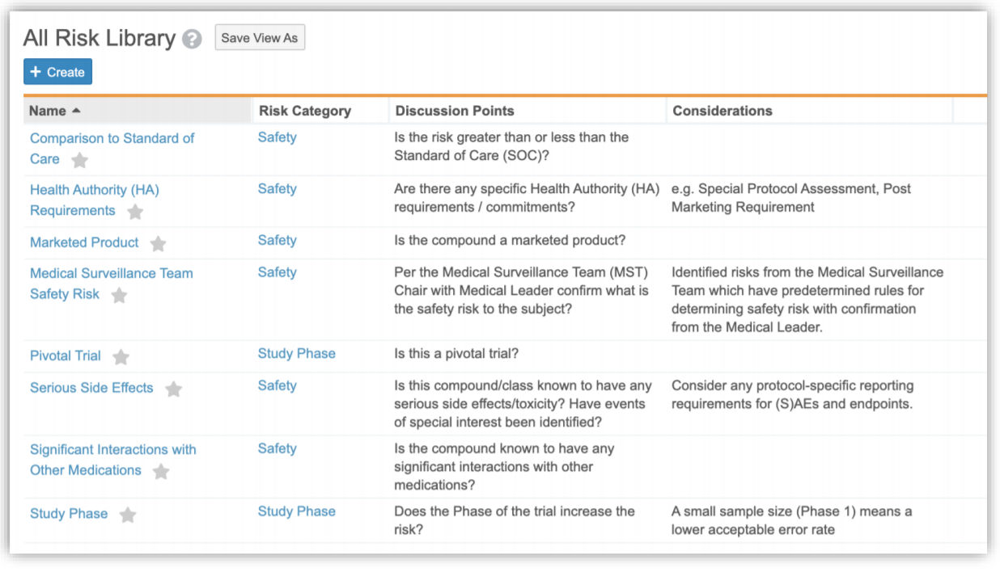 All Risk Library ?
Save View As
+ Create
Name
Risk Category
Discussion Points
Considerations
Comparison to Standard of
Care
Safety
Is the risk greater than or less than the
Standard of Care (SOC)?
Health Authority (HA)
Requirements
Safety
Are there any specific Health Authority (HA)
requirements / commitments?
e.g. Special Protocol Assessment, Post
Marketing Requirement
Marketed Product
Safety
Is the compound a marketed product?
Medical Surveillance Team
Safety Risk
Safety
Per the Medical Surveillance Team (MST)
Chair with Medical Leader confirm what is
the safety risk to the subject?
Identified risks from the Medical Surveillance
Team which have predetermined rules for
determining safety risk with confirmation
from the Medical Leader.
Pivotal Trial
Study Phase
Is this a pivotal trial?
Serious Side Effects
Safety
Is this compound/class known to have any
serious side effects/toxicity? Have events
of special interest been identified?
Consider any protocol-specific reporting
requirements for (S)AEs and endpoints.
Significant Interactions with
Other Medications
Safety
Is the compound known to have any
significant interactions with other
medications?
Study Phase
Study Phase
Does the Phase of the trial increase the
risk?
A small sample size (Phase 1) means a
lower acceptable error rate